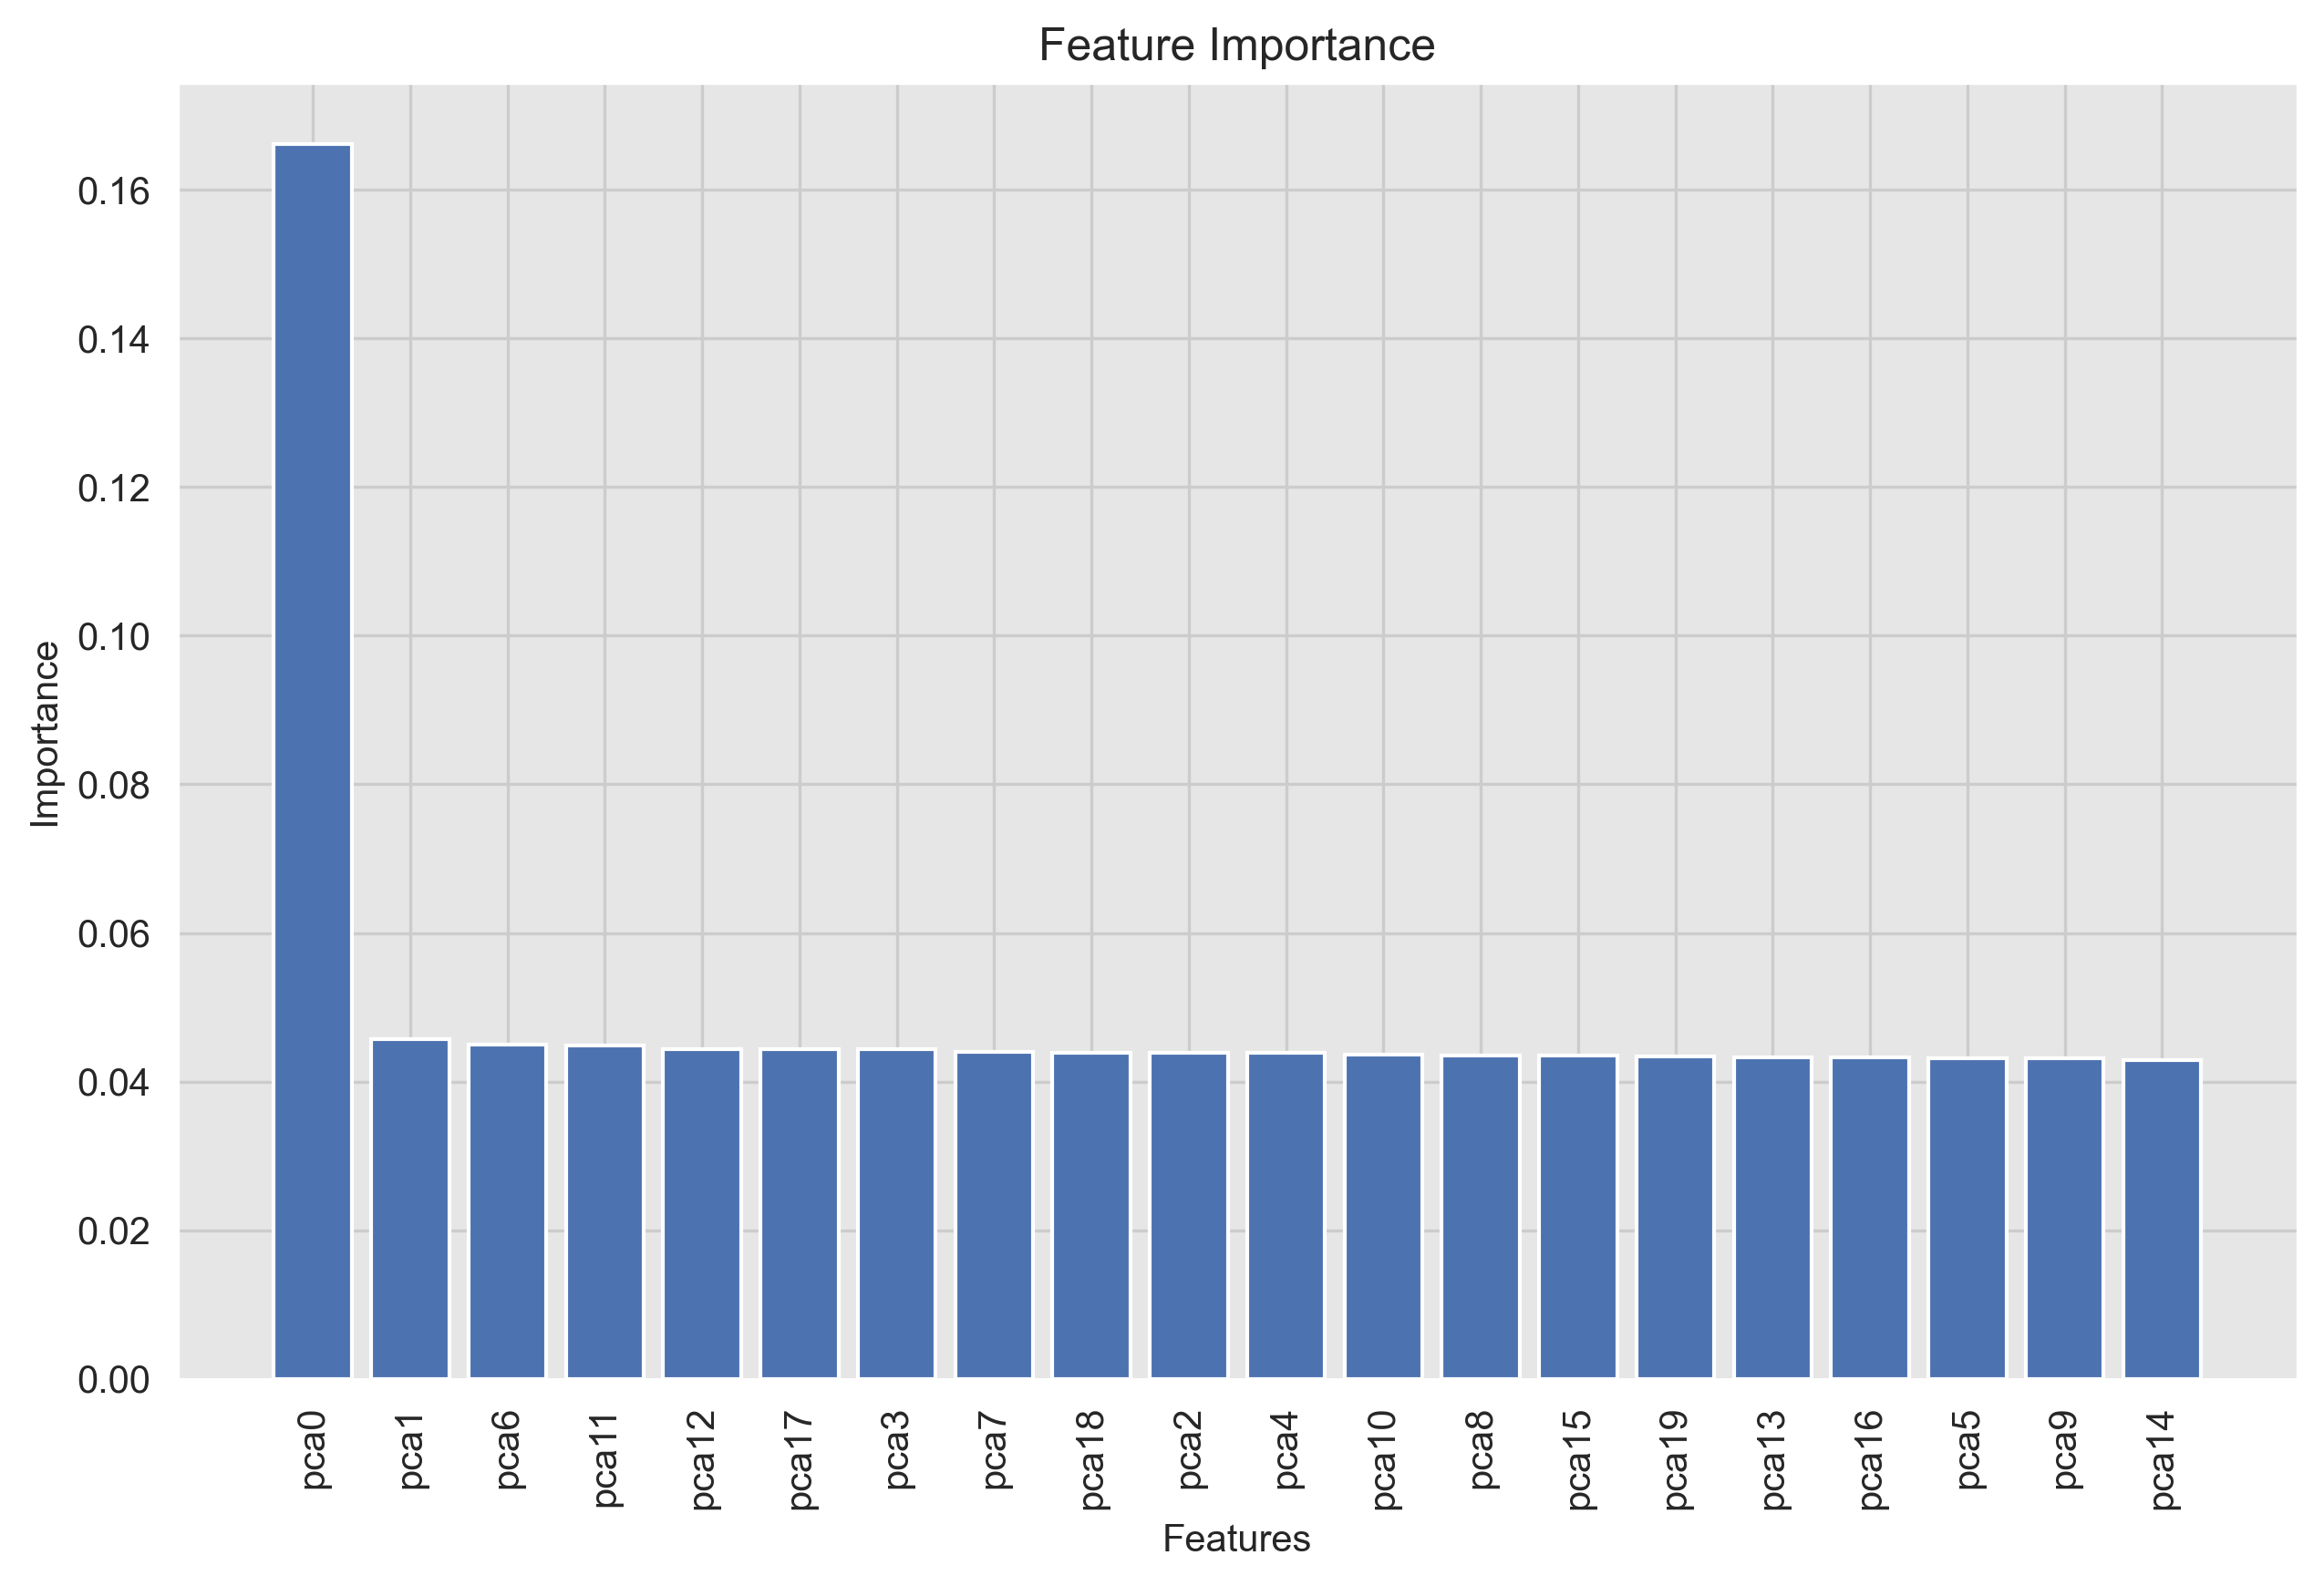 Feature Importance
0.16
0.14
0.12
0.10
0.08
0.06
0.04
0.02
0.00
Importance
pca0
pca1
pca6
pca11
pca12
pca17
pca3
pca7
pca18
pca2
pca4
pca10
pca8
pca15
pca19
pca13
pca16
pca5
pca9
pca14
Features